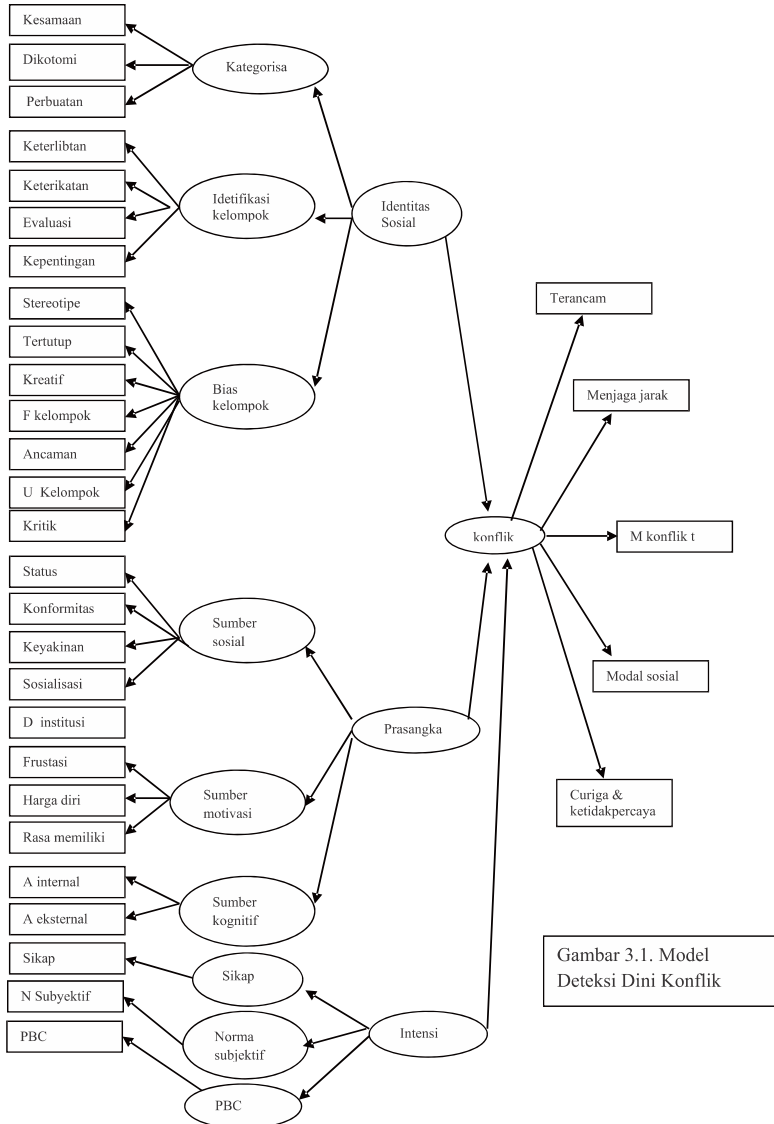 Kesamaan
Dikotomi
Perbuatan
Kategorisa
Keterlibtan
Keterikatan
Evaluasi
Kepentingan
Idetifikasi
kelompok
Identitas
Sosial
Stereotipe
Tertutup
Kreatif
F kelompok
Ancaman
U Kelompok
Kritik
Bias
kelompok
Terancam
Menjaga jarak
konflik
M konflik t
Modal sosial
Curiga &
ketidakpercaya
Status
Konformitas
Keyakinan
Sosialisasi
D institusi
Sumber
sosial
Prasangka
Frustasi
Harga diri
Rasa memiliki
Sumber
motivasi
A internal
A eksternal
Sumber
kognitif
Sikap
N Subyektif
PBC
Sikap
Norma
subjektif
PBC
Intensi
Gambar 3.1. Model
Deteksi Dini Konflik